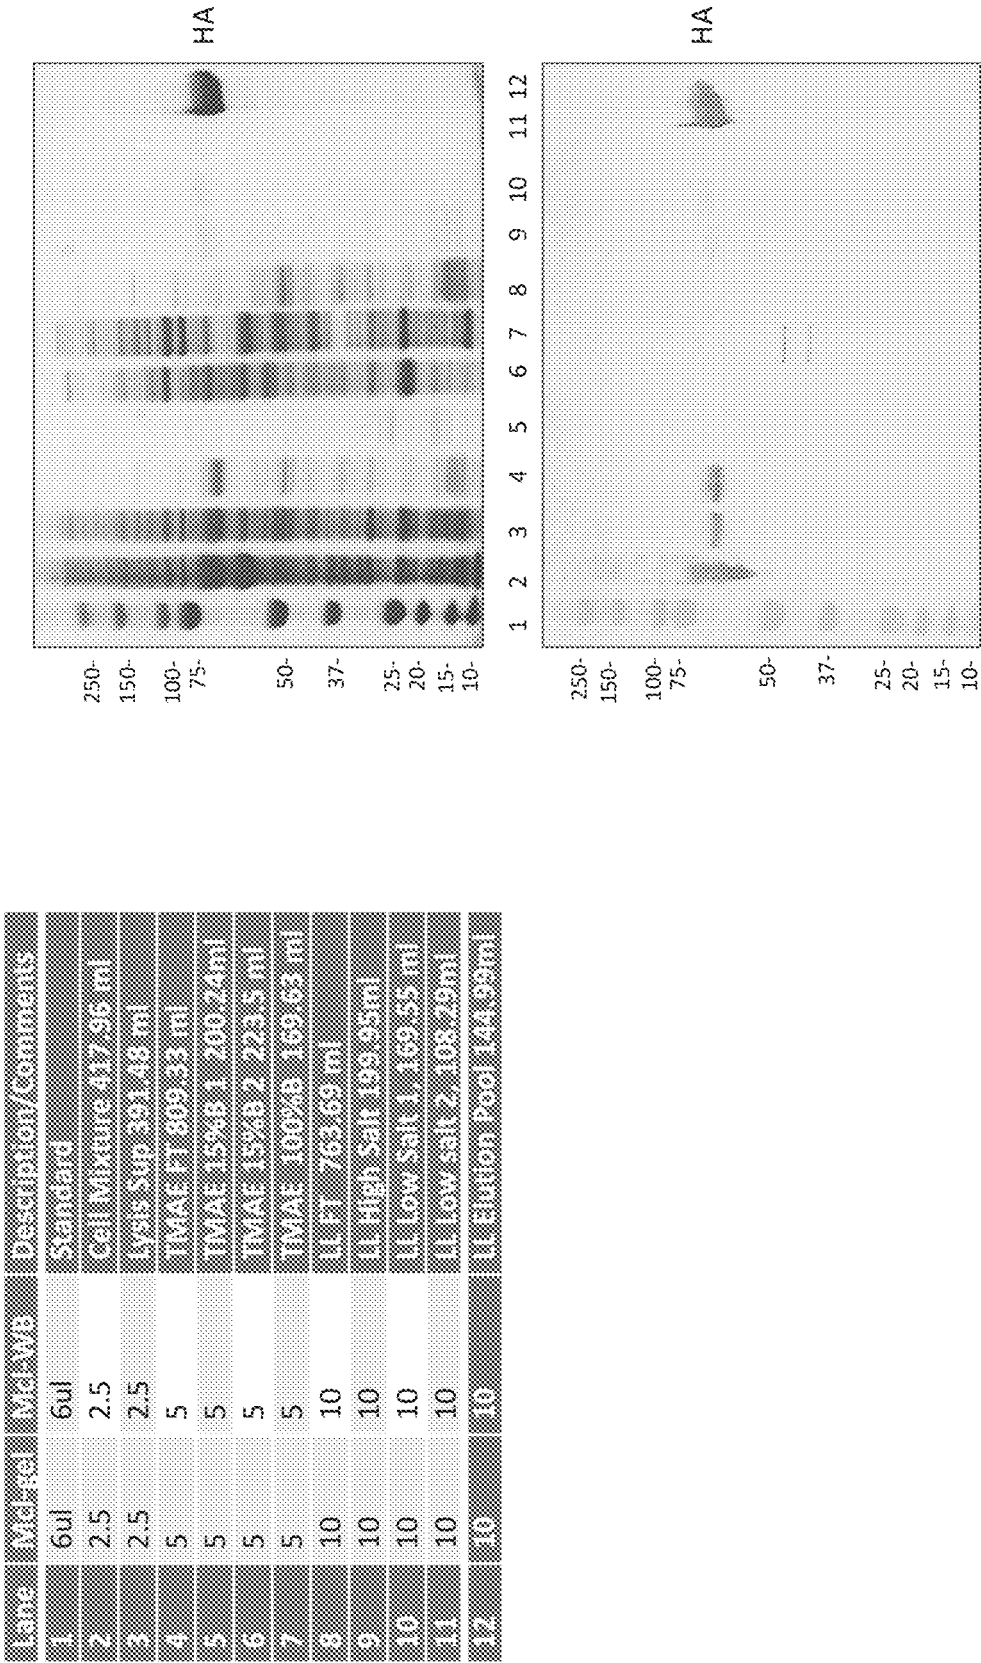 Lane Mcl-gel Mcl-WB Description/Comments
1 6ul 6ul Standard
2 2.5 2.5 Cell Mixture 417.96 ml
3 2.5 2.5 Lysis Sup 391.48 ml
4 5 5 TMAE FT 809.33 ml
5 5 5 TMAE 15%B 1 200.24ml
6 5 5 TMAE 15%B 2 223.5 ml
7 5 5 TMAE 100%B 169.63 ml
8 10 10 LL FT 763.69 ml
9 10 10 LL High Salt 199.95ml
10 10 10 LL Low Salt 1, 169.55 ml
11 10 10 LL Low salt 2, 108.29ml
12 10 10 LL Elution Pool 144.99ml
250-
150-
100-
75-
50-
37-
25-
20-
15-
10-
HA
1 2 3 4 5 6 7 8 9 10 11 12
250-
150-
100-
75-
50-
37-
25-
20-
15-
10-
HA